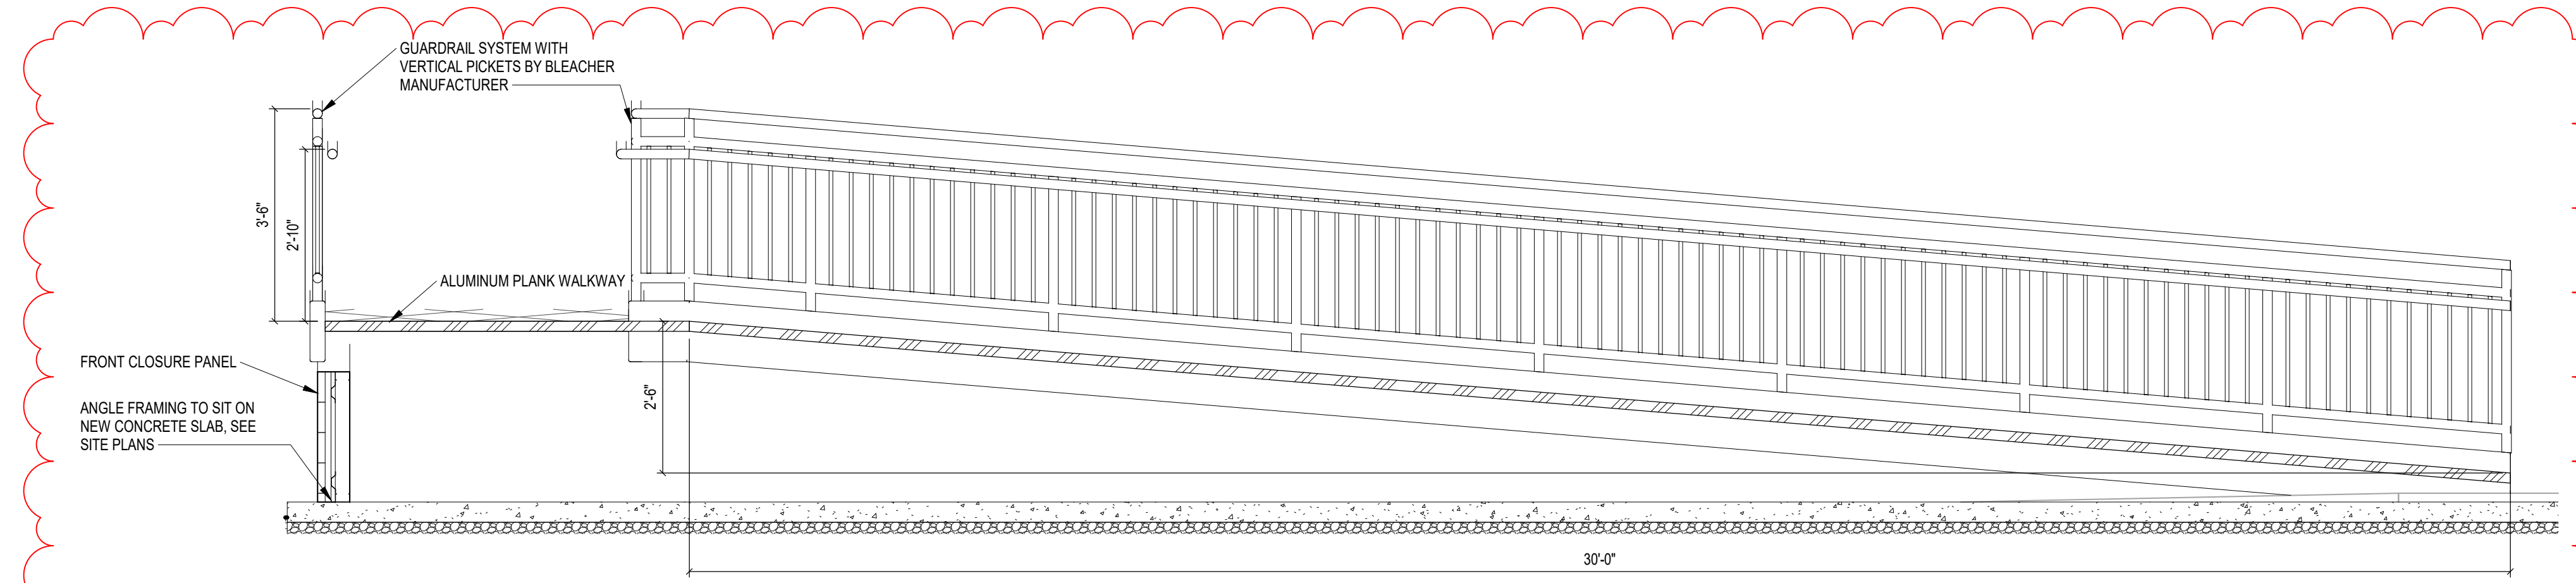 GUARDRAIL SYSTEM WITH
VERTICAL PICKETS BY BLEACHER
MANUFACTURER
3'-6"
2'-10"
ALUMINUM PLANK WALKWAY
FRONT CLOSURE PANEL
ANGLE FRAMING TO SIT ON
NEW CONCRETE SLAB, SEE
SITE PLANS
2'-6"
30'-0"